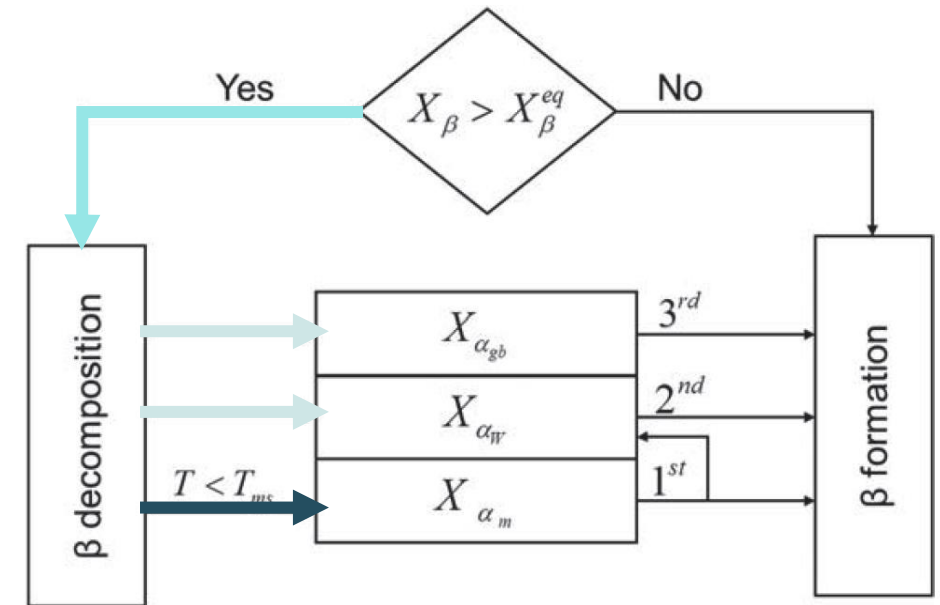 Yes
No
X_β > X_β^eq
β decomposition
X_α_gb
3^rd
X_α_W
2^nd
T < T_ms
X_α_m
1^st
β formation